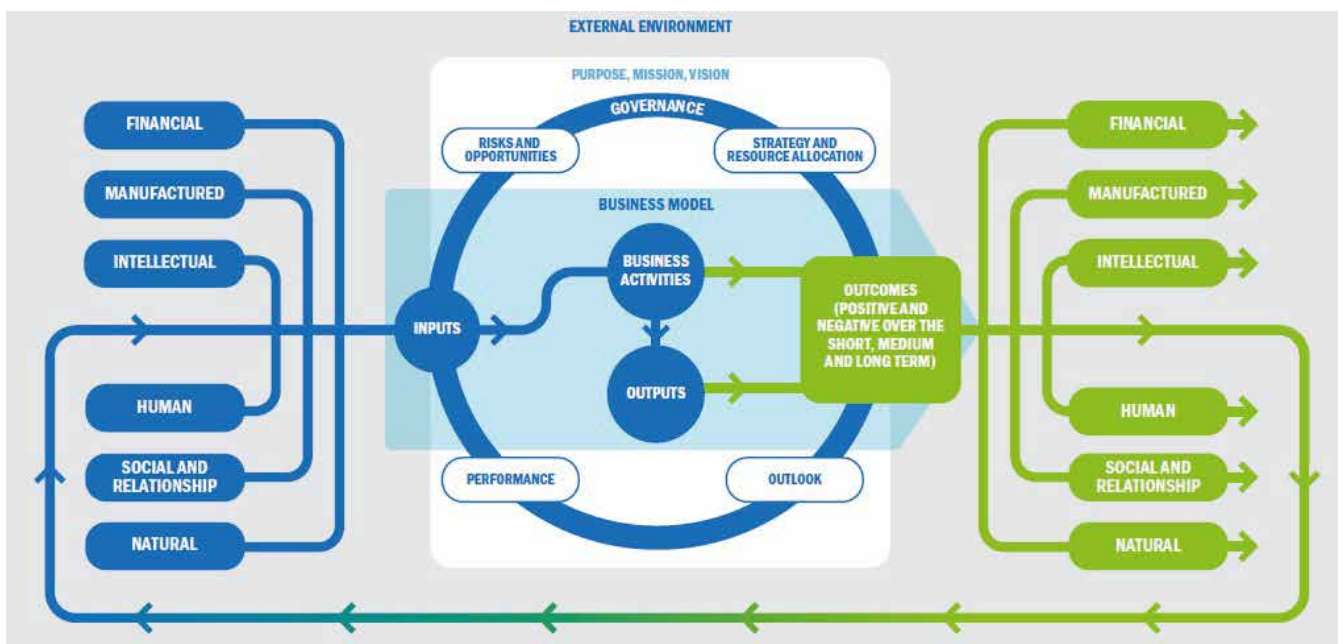 EXTERNAL ENVIRONMENT
PURPOSE, MISSION, VISION
GOVERNANCE
FINANCIAL
MANUFACTURED
INTELLECTUAL
HUMAN
SOCIAL AND
RELATIONSHIP
NATURAL
RISKS AND
OPPORTUNITIES
STRATEGY AND
RESOURCE ALLOCATION
BUSINESS MODEL
INPUTS
BUSINESS
ACTIVITIES
OUTPUTS
OUTCOMES
(POSITIVE AND
NEGATIVE OVER THE
SHORT, MEDIUM
AND LONG TERM)
PERFORMANCE
OUTLOOK
FINANCIAL
MANUFACTURED
INTELLECTUAL
HUMAN
SOCIAL AND
RELATIONSHIP
NATURAL